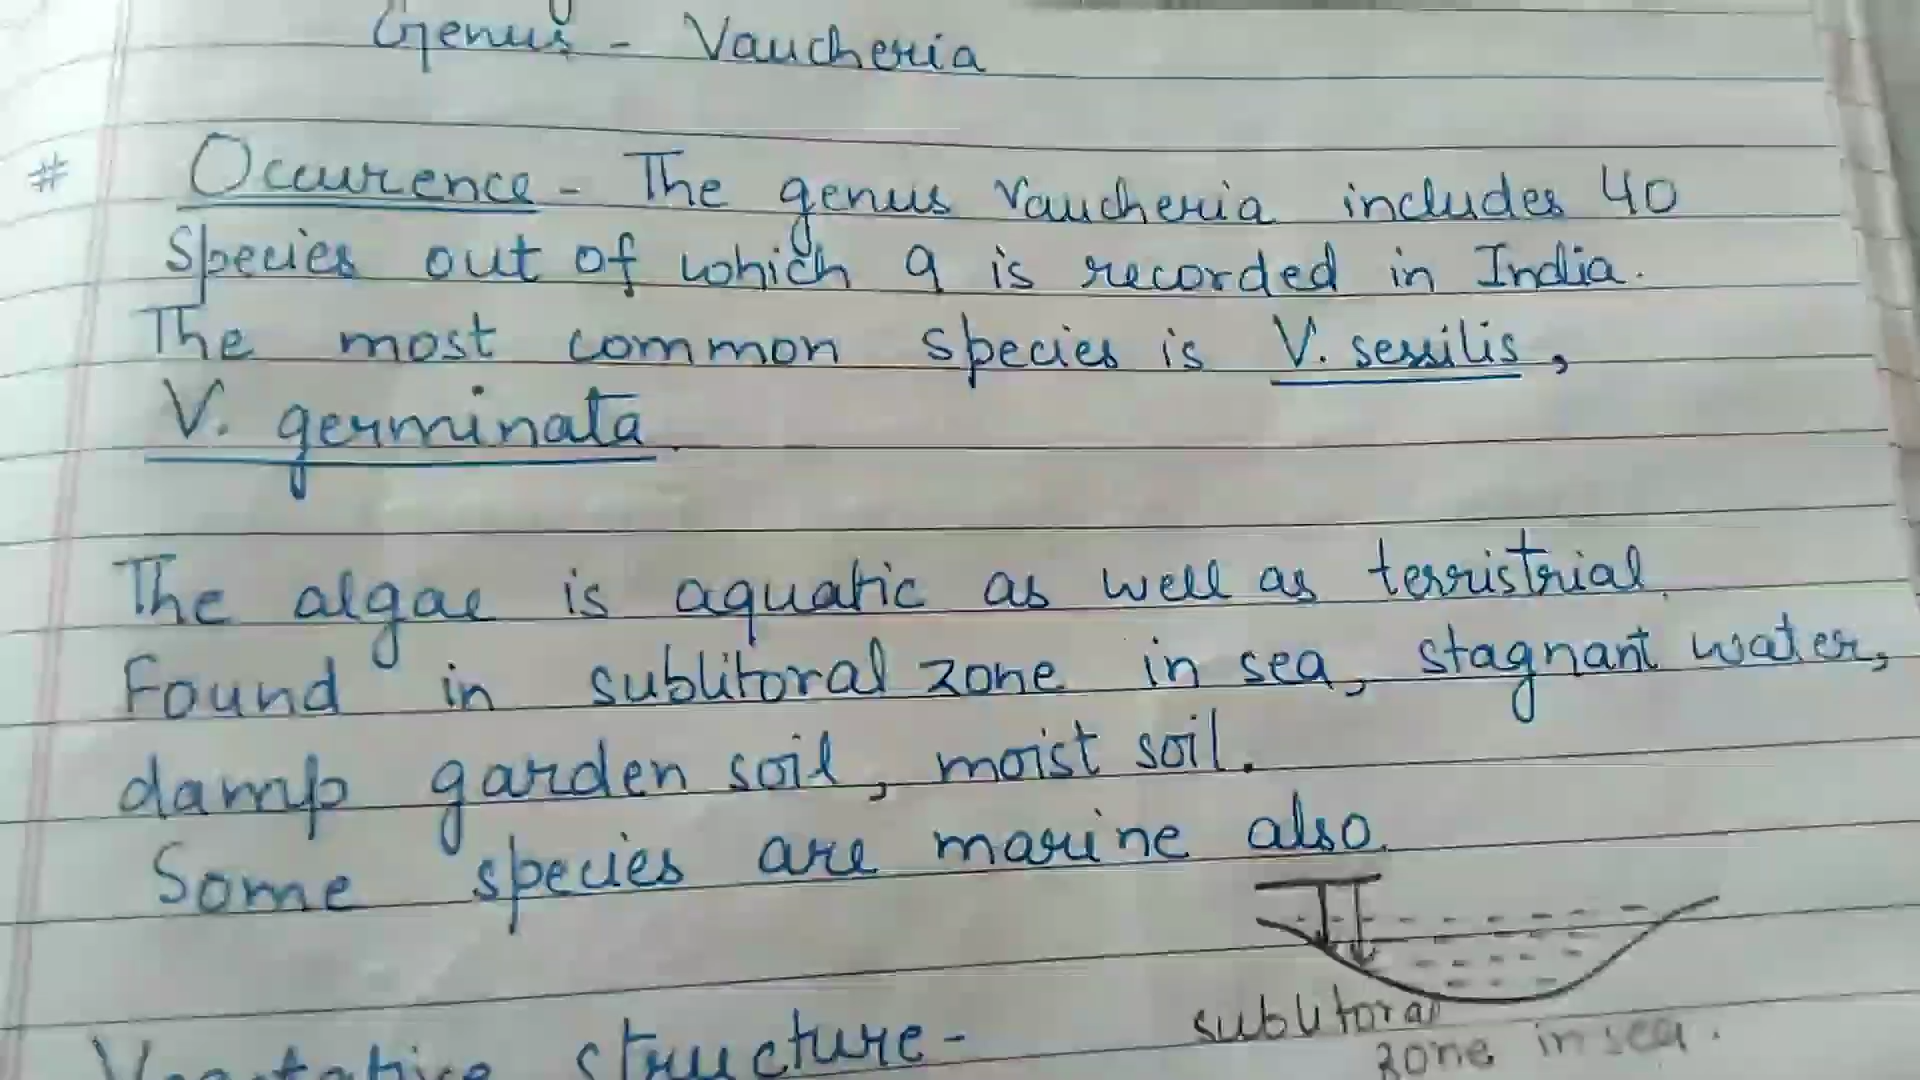 Genus - Vaucheria
# Occurence - The genus Vaucheria includes 40
Species out of which 9 is recorded in India.
The most common species is V. sessilis,
V. germinata
The algae is aquatic as well as terristrial.
Found in sublitoral zone in sea, stagnant water,
damp garden soil, moist soil.
Some species are marine also.
sublitoral
zone in sea.
Vegetative structure-